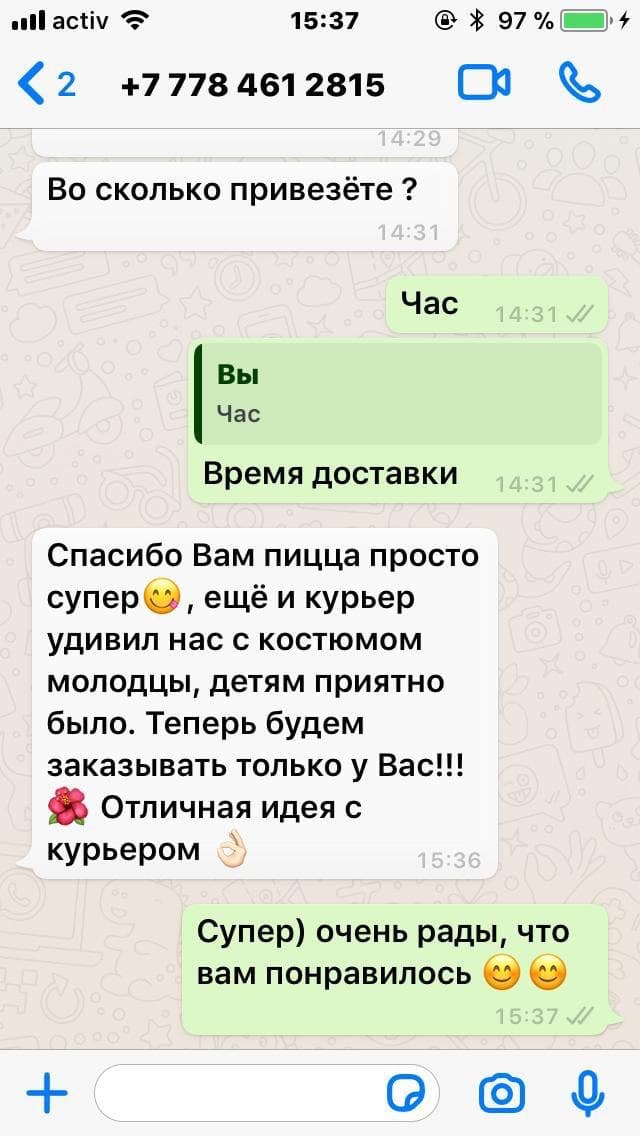 activ 15:37 97 %
2 +7 778 461 2815
14:29
Во сколько привезёте ?
14:31
Час 14:31
Вы
Час
Время доставки 14:31
Спасибо Вам пицца просто
супер😋, ещё и курьер
удивил нас с костюмом
молодцы, детям приятно
было. Теперь будем
заказывать только у Вас!!!
🌺 Отличная идея с
курьером 👌🏻 15:36
Супер) очень рады, что
вам понравилось 😊 😊
15:37